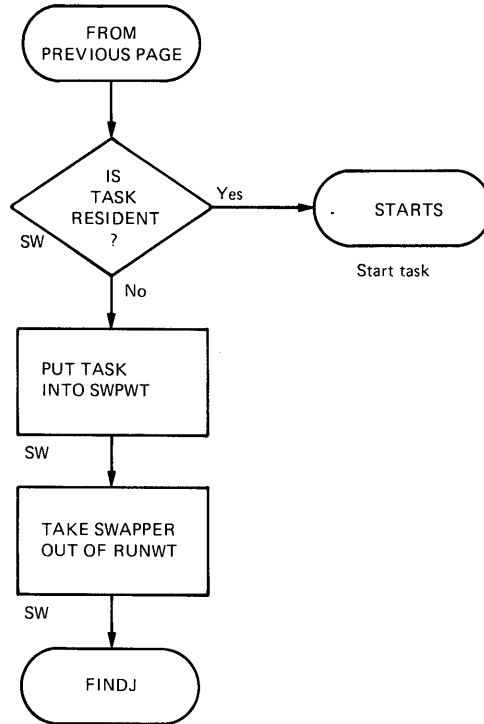 FROM
PREVIOUS PAGE
IS
TASK
RESIDENT
?
SW
Yes
STARTS
Start task
No
PUT TASK
INTO SWPWT
SW
TAKE SWAPPER
OUT OF RUNWT
SW
FINDJ